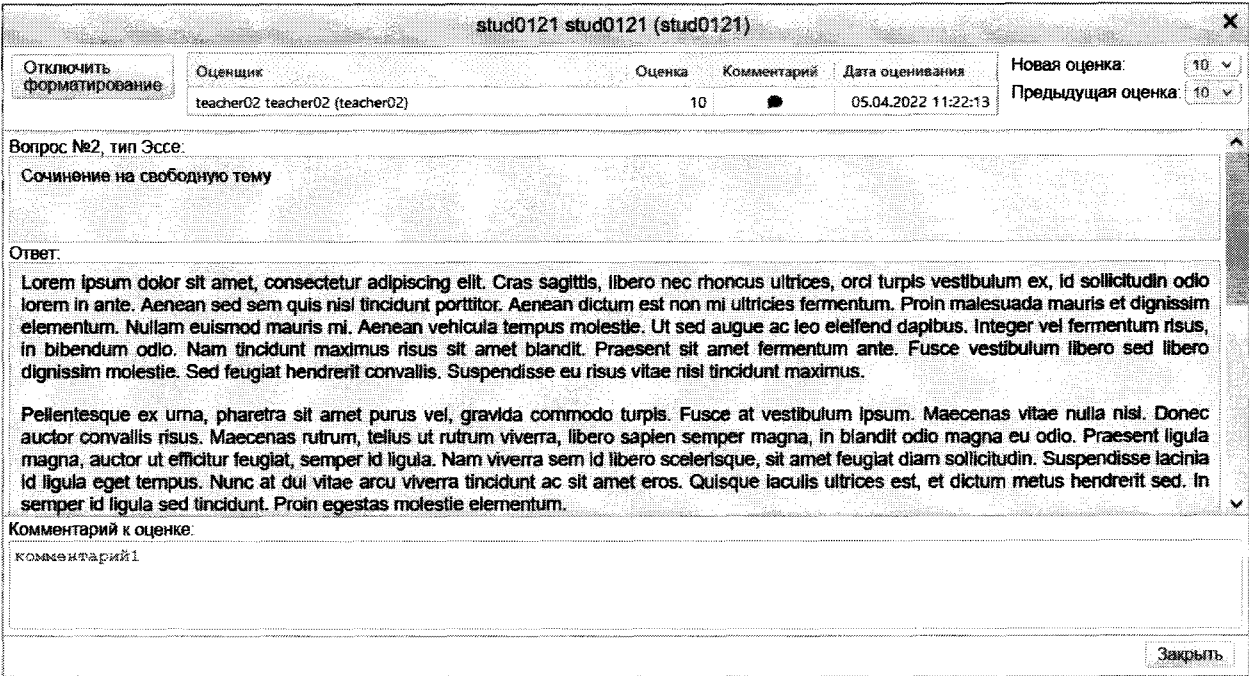 stud0121 stud0121 (stud0121)
Отключить
форматирование
Оценщик Оценка Комментарий Дата оценивания
teacher02 teacher02 (teacher02) 10 05.04.2022 11:22:13
Новая оценка: 10
Предыдущая оценка: 10
Вопрос №2, тип Эссе:
Сочинение на свободную тему
Ответ:
Lorem ipsum dolor sit amet, consectetur adipiscing elit. Cras sagittis, libero nec rhoncus ultrices, orci turpis vestibulum ex, id sollicitudin odio
lorem in ante. Aenean sed sem quis nisl tincidunt porttitor. Aenean dictum est non mi ultricies fermentum. Proin malesuada mauris et dignissim
elementum. Nullam euismod mauris mi. Aenean vehicula tempus molestie. Ut sed augue ac leo eleifend dapibus. Integer vel fermentum risus,
in bibendum odio. Nam tincidunt maximus risus sit amet blandit. Praesent sit amet fermentum ante. Fusce vestibulum libero sed libero
dignissim molestie. Sed feugiat hendrerit convallis. Suspendisse eu risus vitae nisl tincidunt maximus.
Pellentesque ex urna, pharetra sit amet purus vel, gravida commodo turpis. Fusce at vestibulum ipsum. Maecenas vitae nulla nisl. Donec
auctor convallis risus. Maecenas rutrum, tellus ut rutrum viverra, libero sapien semper magna, in blandit odio magna eu odio. Praesent ligula
magna, auctor ut efficitur feugiat, semper id ligula. Nam viverra sem id libero scelerisque, sit amet feugiat diam sollicitudin. Suspendisse lacinia
id ligula eget tempus. Nunc at dui vitae arcu viverra tincidunt ac sit amet eros. Quisque iaculis ultrices est, et dictum metus hendrerit sed. In
semper id ligula sed tincidunt. Proin egestas molestie elementum.
Комментарий к оценке:
комментарий1
Закрыть